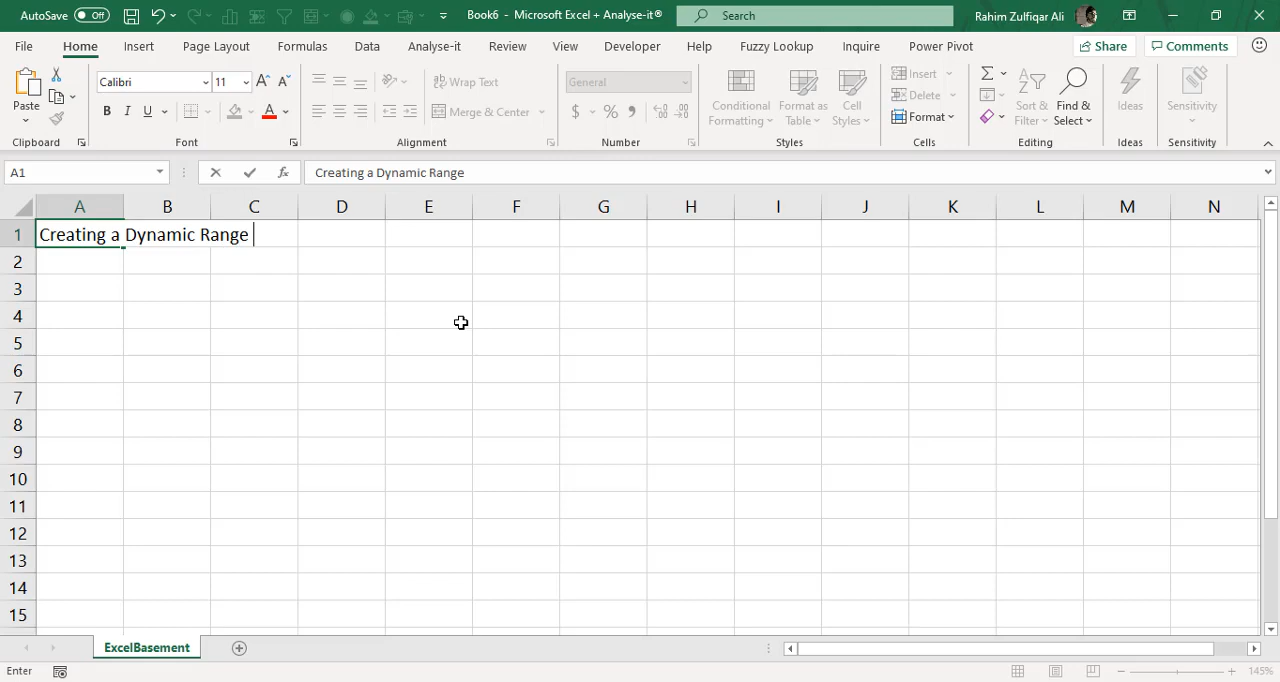 AutoSave Off Book6 - Microsoft Excel + Analyse-it® Search Rahim Zulfiqar Ali
File Home Insert Page Layout Formulas Data Analyse-it Review View Developer Help Fuzzy Lookup Inquire Power Pivot Share Comments
Calibri 11 Wrap Text General Insert
Paste B I U A Merge & Center $ % Conditional Formatting Format as Table Cell Styles Delete Format Sort & Filter Find & Select Ideas Sensitivity
Clipboard Font Alignment Number Styles Cells Editing Ideas Sensitivity
A1 fx Creating a Dynamic Range
A B C D E F G H I J K L M N
1 Creating a Dynamic Range
2
3
4
5
6
7
8
9
10
11
12
13
14
15
ExcelBasement
Enter 145%